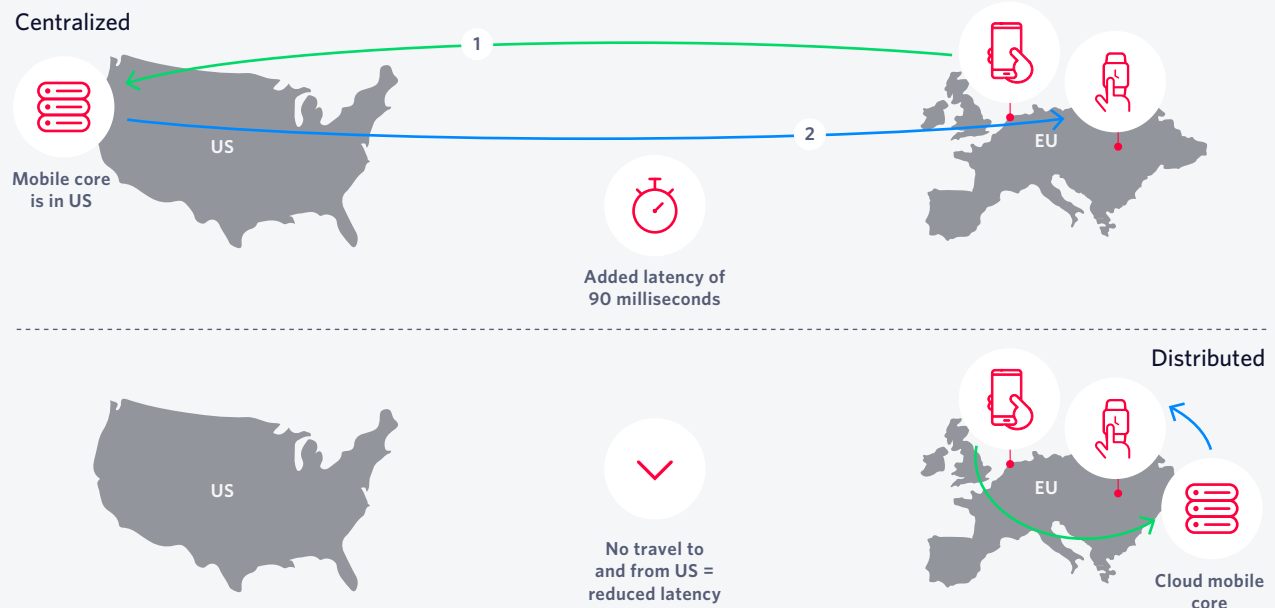 Centralized
1
2
US
EU
Mobile core
is in US
Added latency of
90 milliseconds
Distributed
US
EU
No travel to
and from US =
reduced latency
Cloud mobile
core